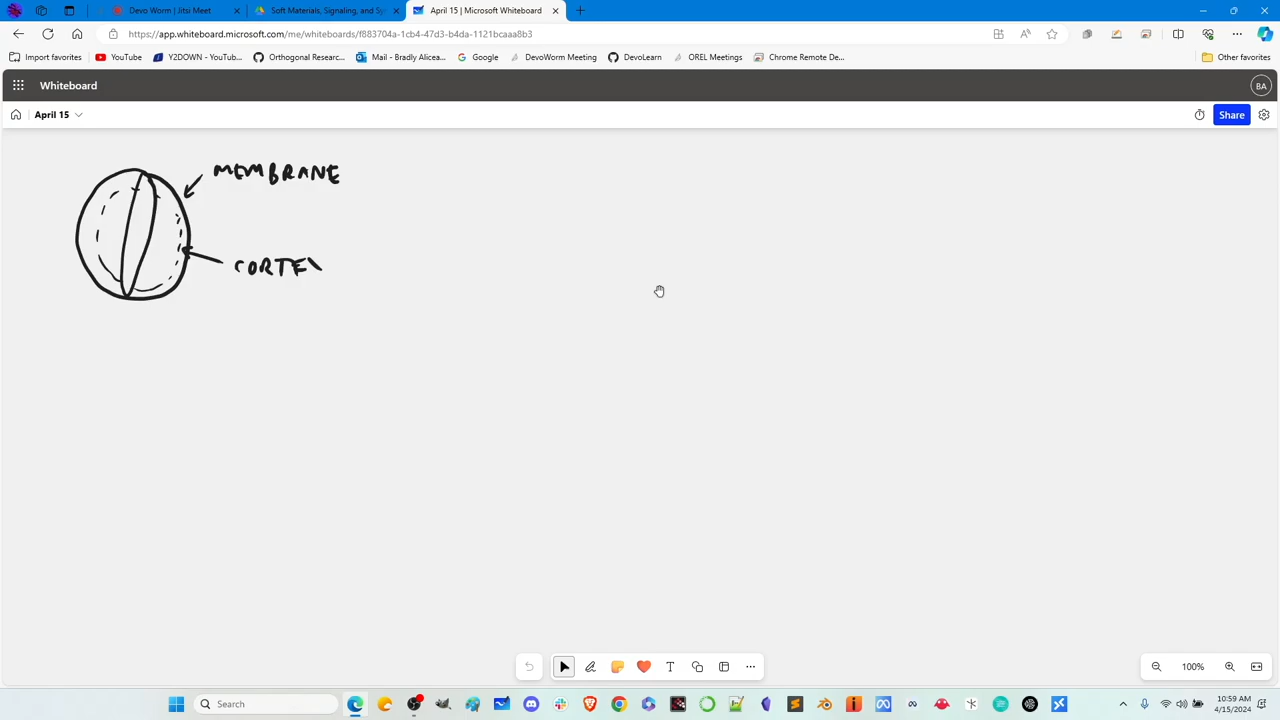 Devo Worm | Jitsi Meet
Soft Materials, Signaling, and Sy
April 15 | Microsoft Whiteboard
https://app.whiteboard.microsoft.com/me/whiteboards/f883704a-1cb4-47d3-b4da-1121bcaaa8b3
Import favorites
YouTube
Y2DOWN - YouTub...
Orthogonal Researc...
Mail - Bradly Alicea...
Google
DevoWorm Meeting
DevoLearn
OREL Meetings
Chrome Remote De...
Other favorites
Whiteboard
BA
April 15
Share
MEMBRANE
CORTEX
100%
Search
10:59 AM
4/15/2024